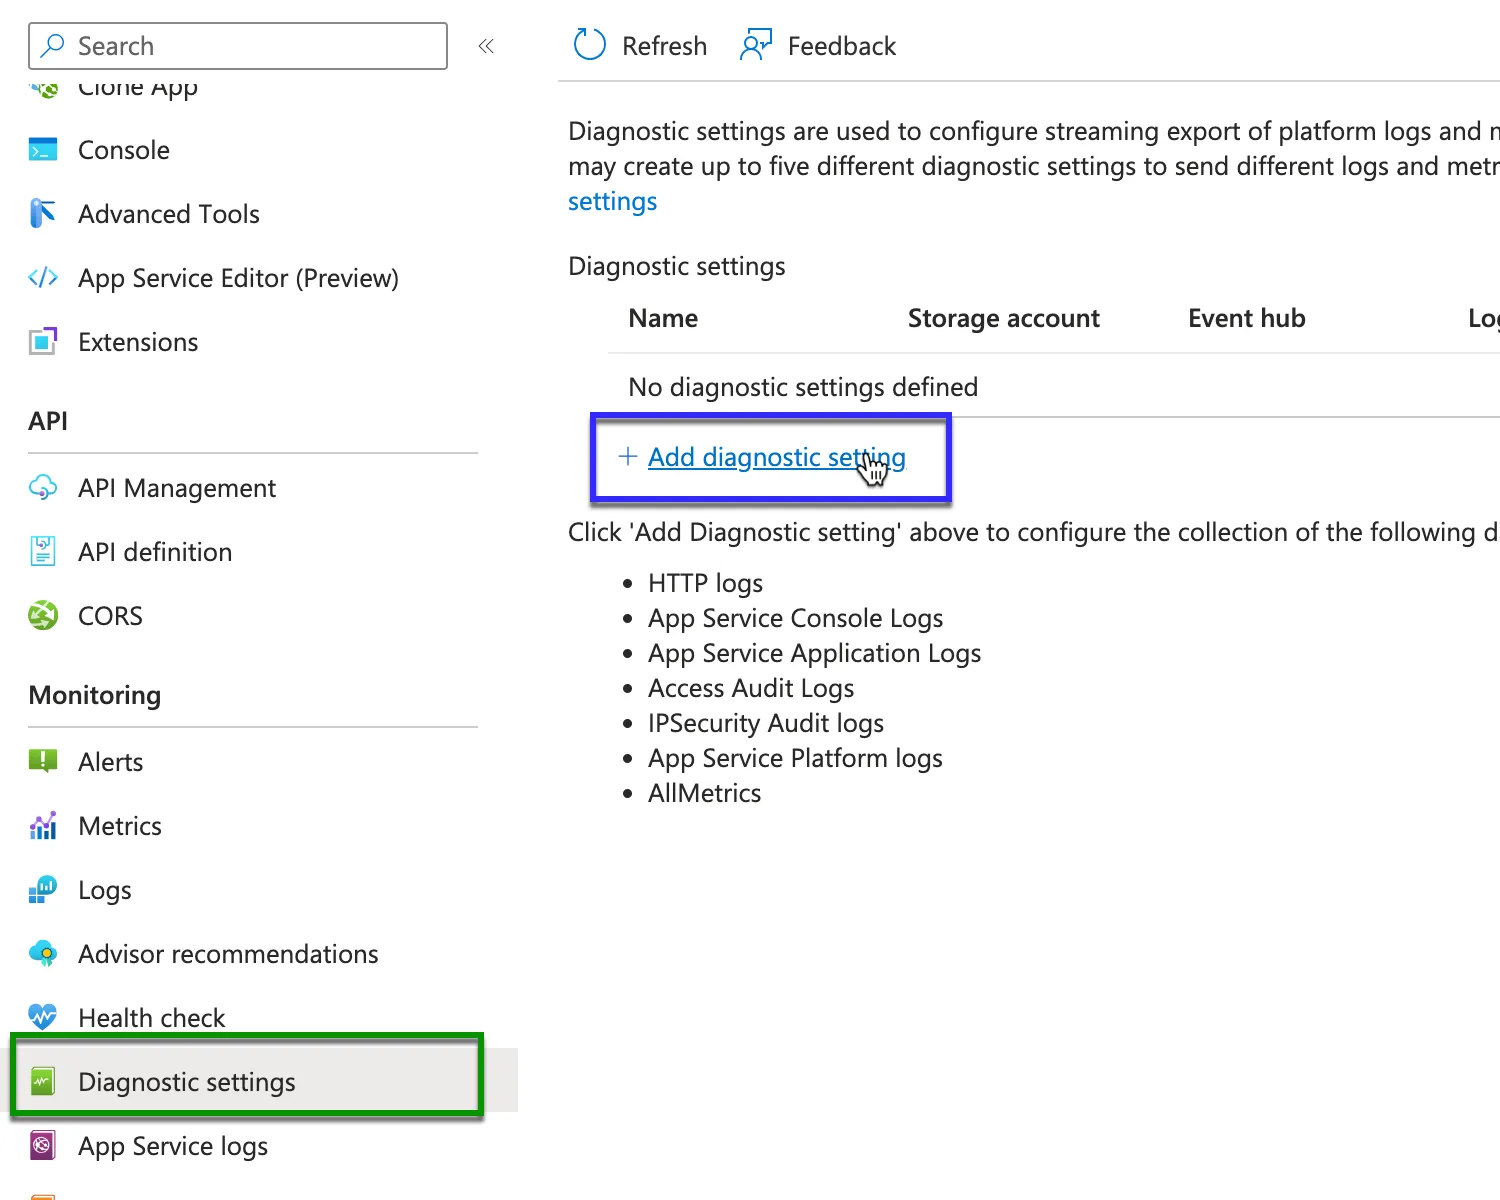 Search
Refresh
Feedback
Clone App
Console
Advanced Tools
App Service Editor (Preview)
Extensions
API
API Management
API definition
CORS
Monitoring
Alerts
Metrics
Logs
Advisor recommendations
Health check
Diagnostic settings
App Service logs
Diagnostic settings are used to configure streaming export of platform logs and
may create up to five different diagnostic settings to send different logs and
settings
Diagnostic settings
Name Storage account Event hub
No diagnostic settings defined
+ Add diagnostic setting
Click 'Add Diagnostic setting' above to configure the collection of the following
• HTTP logs
• App Service Console Logs
• App Service Application Logs
• Access Audit Logs
• IPSecurity Audit logs
• App Service Platform logs
• AllMetrics